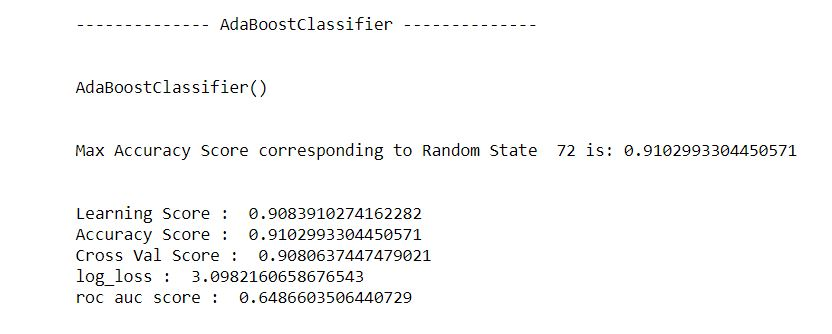 -------------- AdaBoostClassifier --------------
AdaBoostClassifier()
Max Accuracy Score corresponding to Random State  72 is: 0.9102993304450571
Learning Score :  0.9083910274162282
Accuracy Score :  0.9102993304450571
Cross Val Score :  0.9080637447479021
log_loss :  3.0982160658676543
roc auc score :  0.6486603506440729